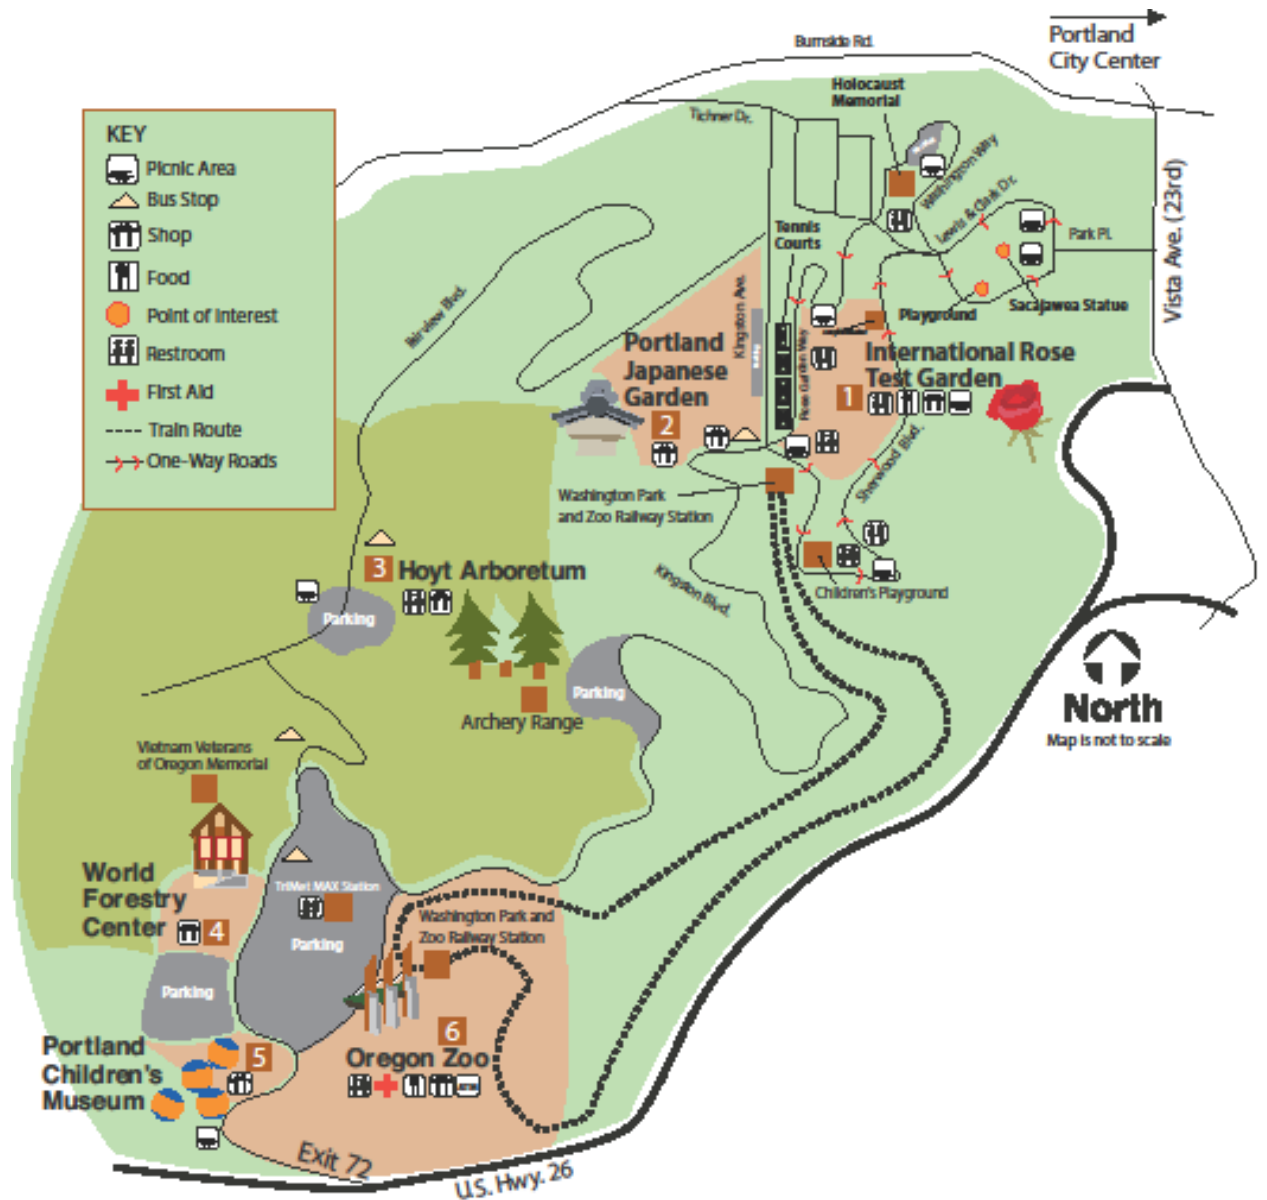 Portland
City Center
Burnside Rd.
Holocaust
Memorial
Tichner Dr.
KEY
Picnic Area
Bus Stop
Shop
Food
Point of Interest
Restroom
First Aid
Train Route
One-Way Roads
Washington Way
Lewis & Clark Dr.
Park Pl.
Vista Ave. (23rd)
Tennis
Courts
Sacajawea Statue
Playground
Fairview Blvd.
Kingston Ave.
Rose Garden Way
Portland
Japanese
Garden
2
International Rose
Test Garden
1
Sherwood Blvd.
Washington Park
and Zoo Railway Station
3
Hoyt Arboretum
Parking
Kingston Blvd.
Children's Playground
Parking
Archery Range
North
Map is not to scale
Vietnam Veterans
of Oregon Memorial
World
Forestry
Center
4
TriMet MAX Station
Parking
Washington Park and
Zoo Railway Station
Parking
Portland
Children's
Museum
5
6
Oregon Zoo
Exit 72
U.S. Hwy. 26